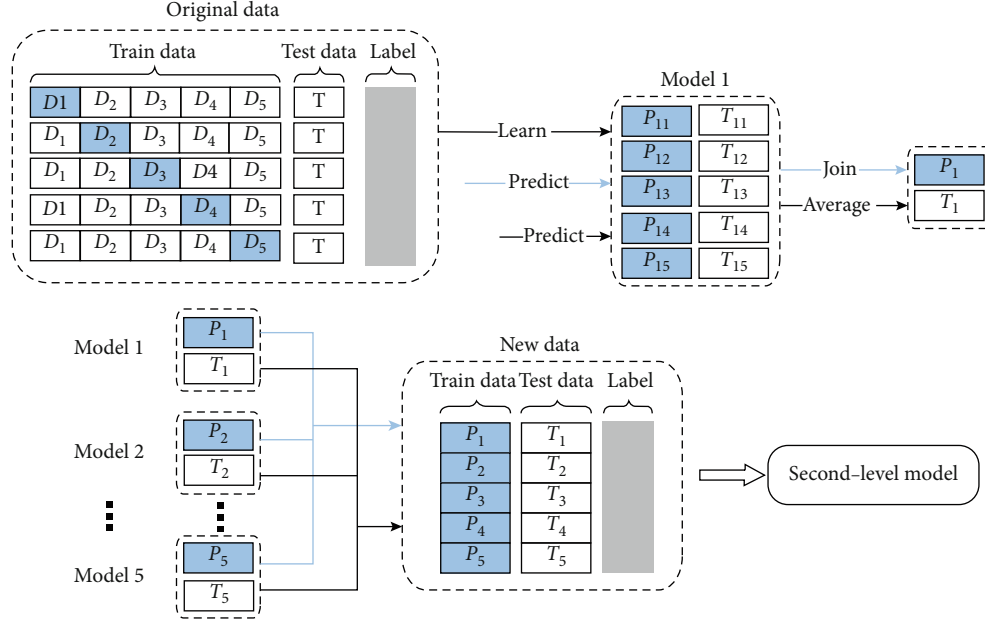 Original data
Train data Test data Label
D1 D₂ D₃ D₄ D₅ T
D₁ D₂ D₃ D₄ D₅ T
D₁ D₂ D₃ D4 D₅ T
D1 D₂ D₃ D₄ D₅ T
D₁ D₂ D₃ D₄ D₅ T
Learn
Predict
Predict
Model 1
P₁₁ T₁₁
P₁₂ T₁₂
P₁₃ T₁₃
P₁₄ T₁₄
P₁₅ T₁₅
Join
Average
P₁
T₁
Model 1
P₁
T₁
Model 2
P₂
T₂
Model 5
P₅
T₅
New data
Train data Test data Label
P₁ T₁
P₂ T₂
P₃ T₃
P₄ T₄
P₅ T₅
Second–level model